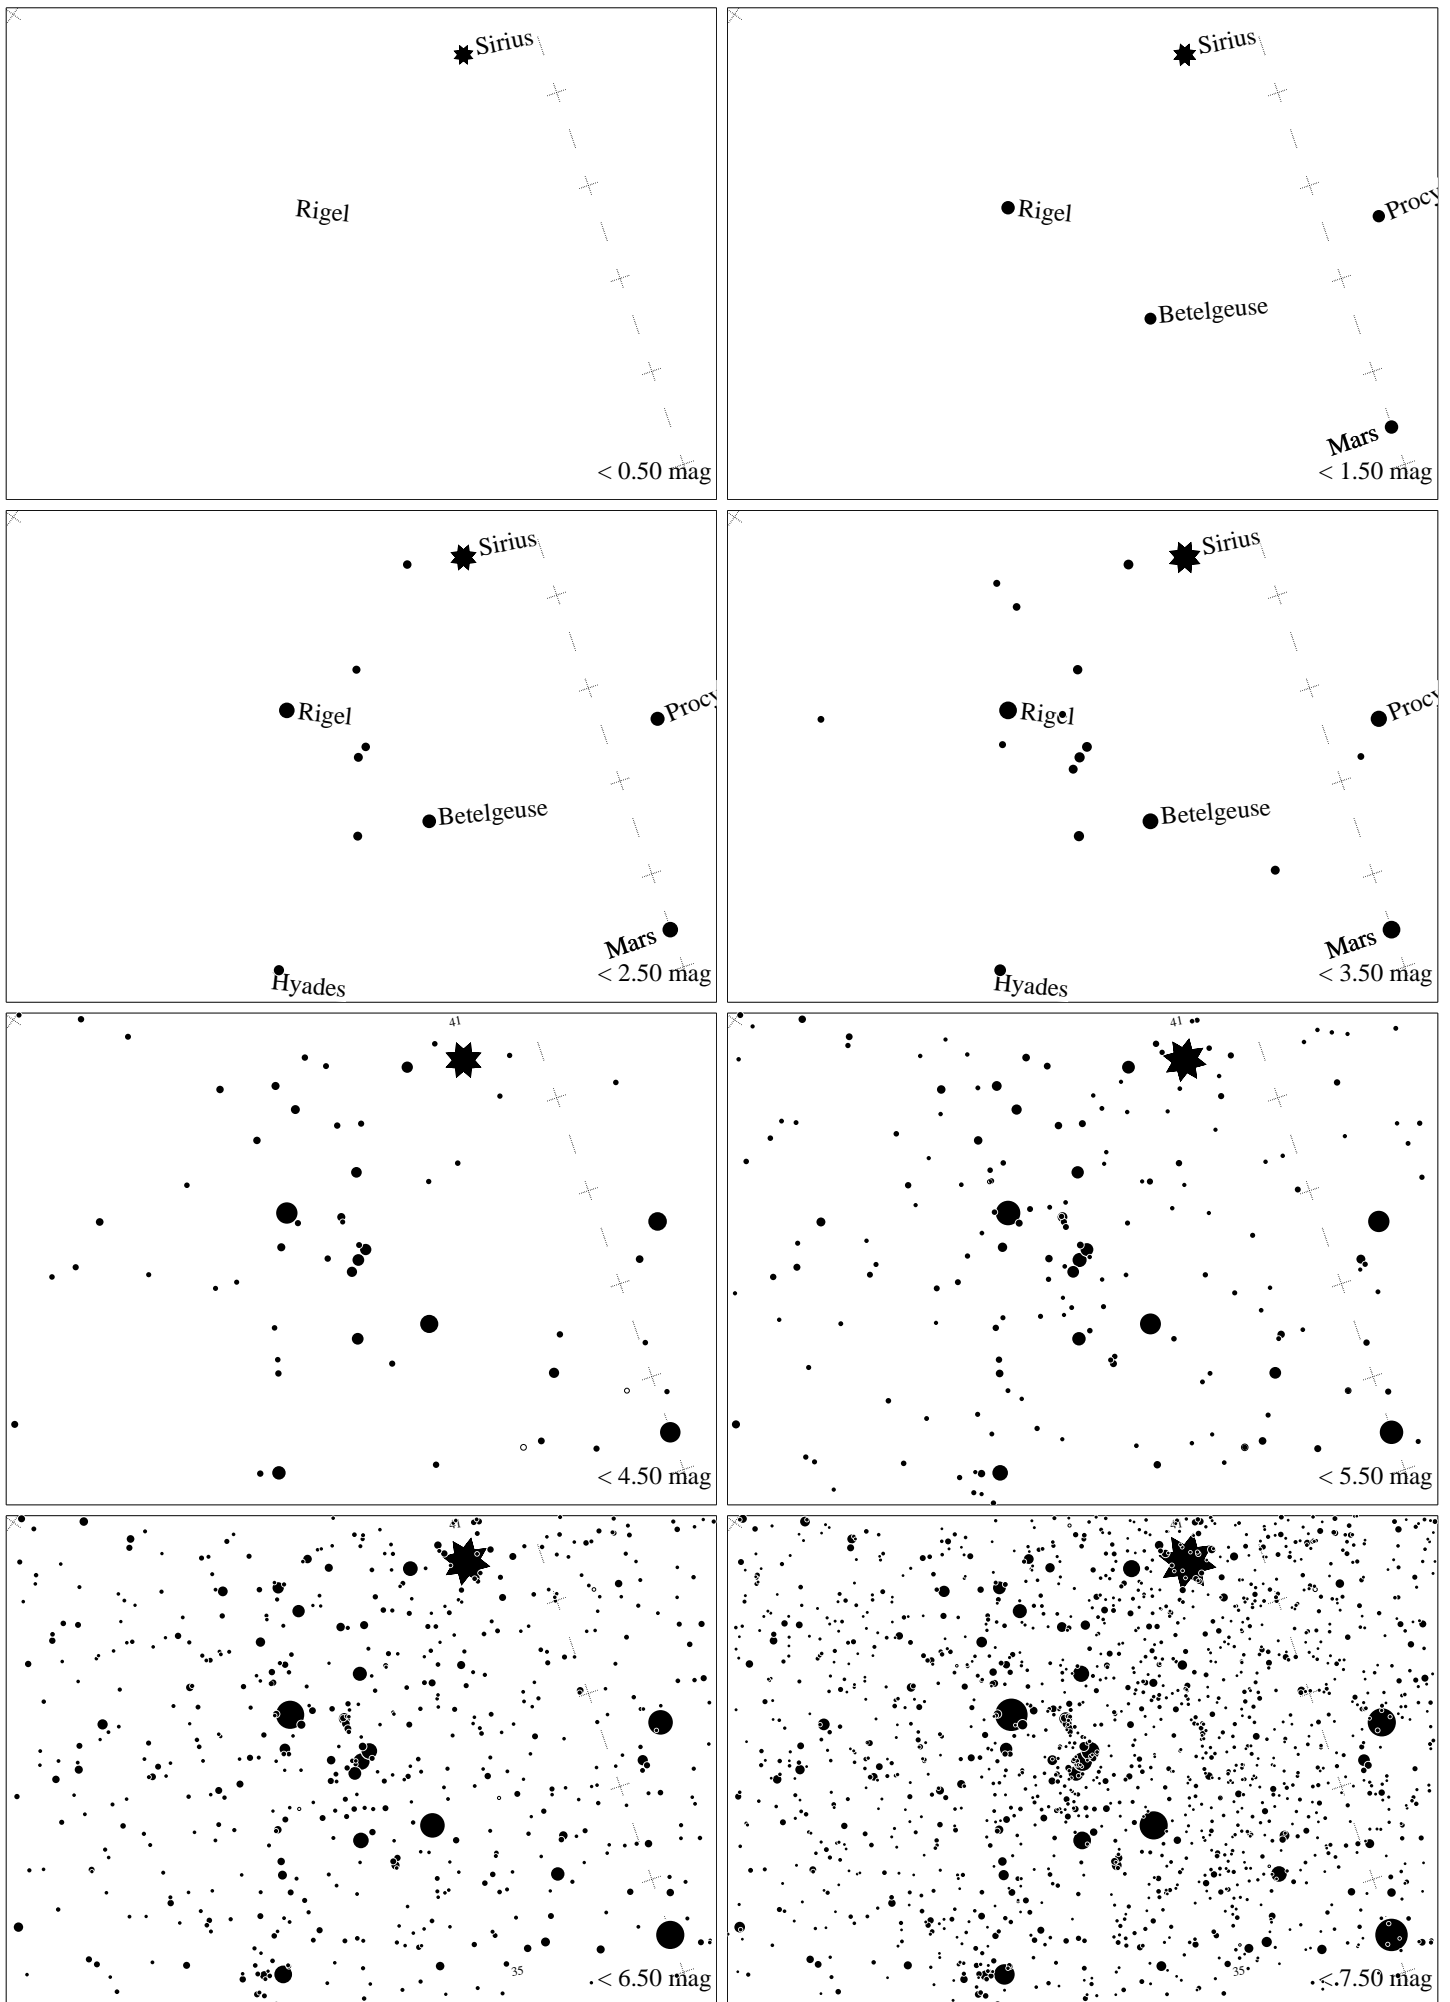 Sirius
Rigel
< 0.50 mag
Sirius
Rigel
Procy
Betelgeuse
Mars
< 1.50 mag
Sirius
Rigel
Procy
Betelgeuse
Mars
Hyades
< 2.50 mag
Sirius
Rigel
Procy
Betelgeuse
Mars
Hyades
< 3.50 mag
41
< 4.50 mag
41
< 5.50 mag
41
35
< 6.50 mag
35
< 7.50 mag